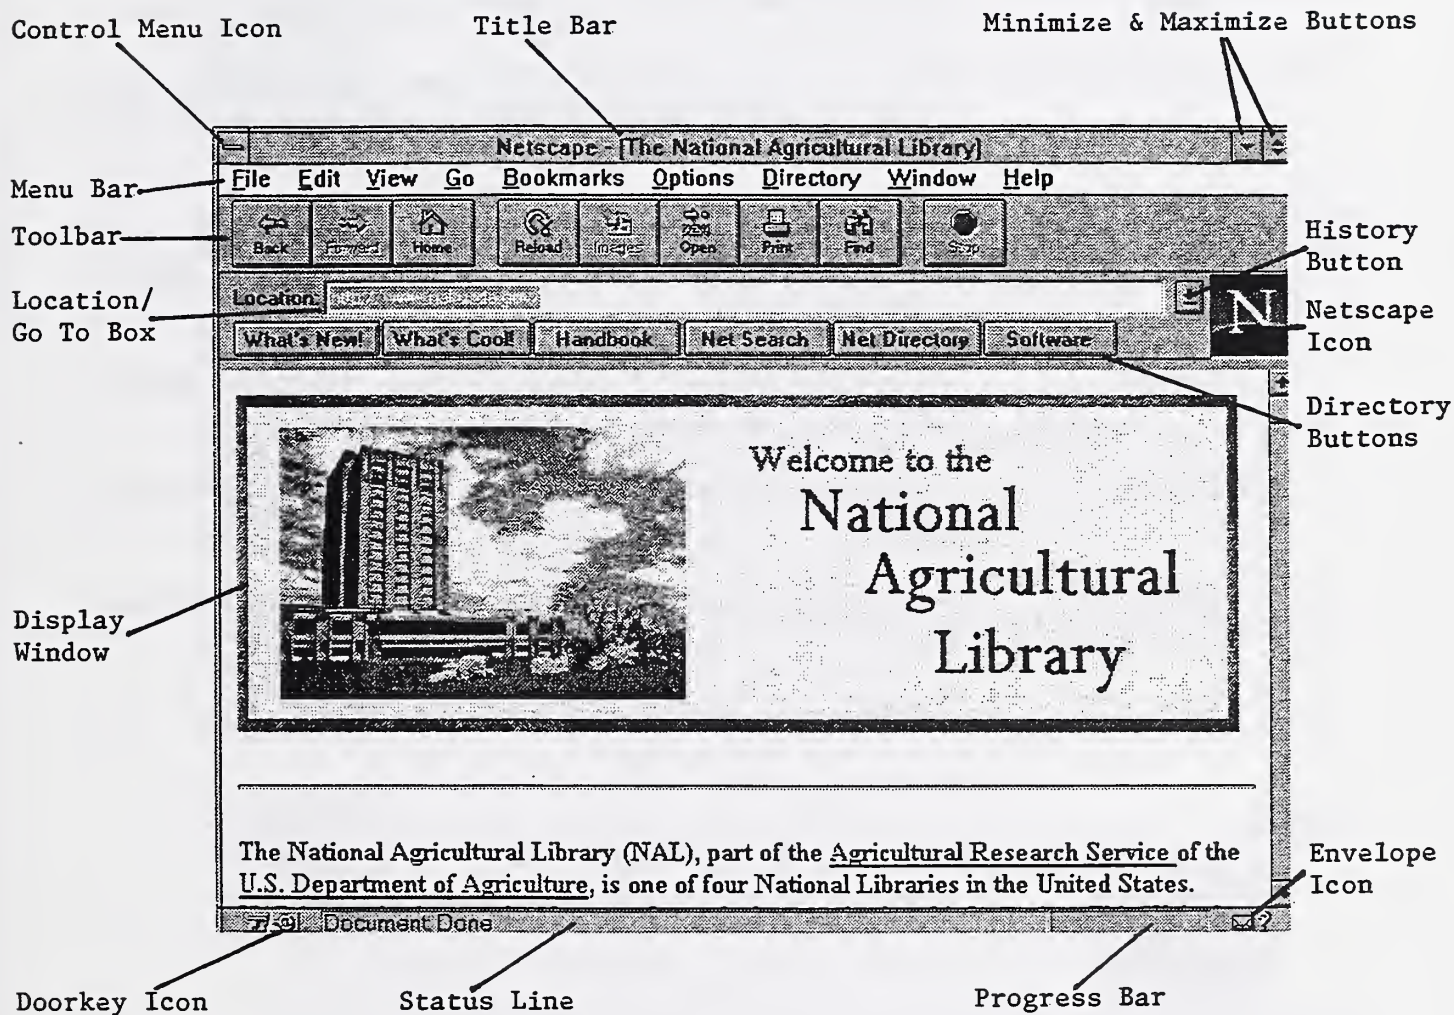 Control Menu Icon
Title Bar
Minimize & Maximize Buttons
Netscape - [The National Agricultural Library]
Menu Bar
File Edit View Go Bookmarks Options Directory Window Help
Toolbar
Back Forward Home Reload Images Open Print Find Stop
History
Button
Location/
Go To Box
Location:
N
Netscape
Icon
What's New! What's Cool! Handbook Net Search Net Directory Software
Directory
Buttons
Welcome to the
National
Agricultural
Library
Display
Window
The National Agricultural Library (NAL), part of the Agricultural Research Service of the
U.S. Department of Agriculture, is one of four National Libraries in the United States.
Envelope
Icon
Document Done
?
Doorkey Icon
Status Line
Progress Bar